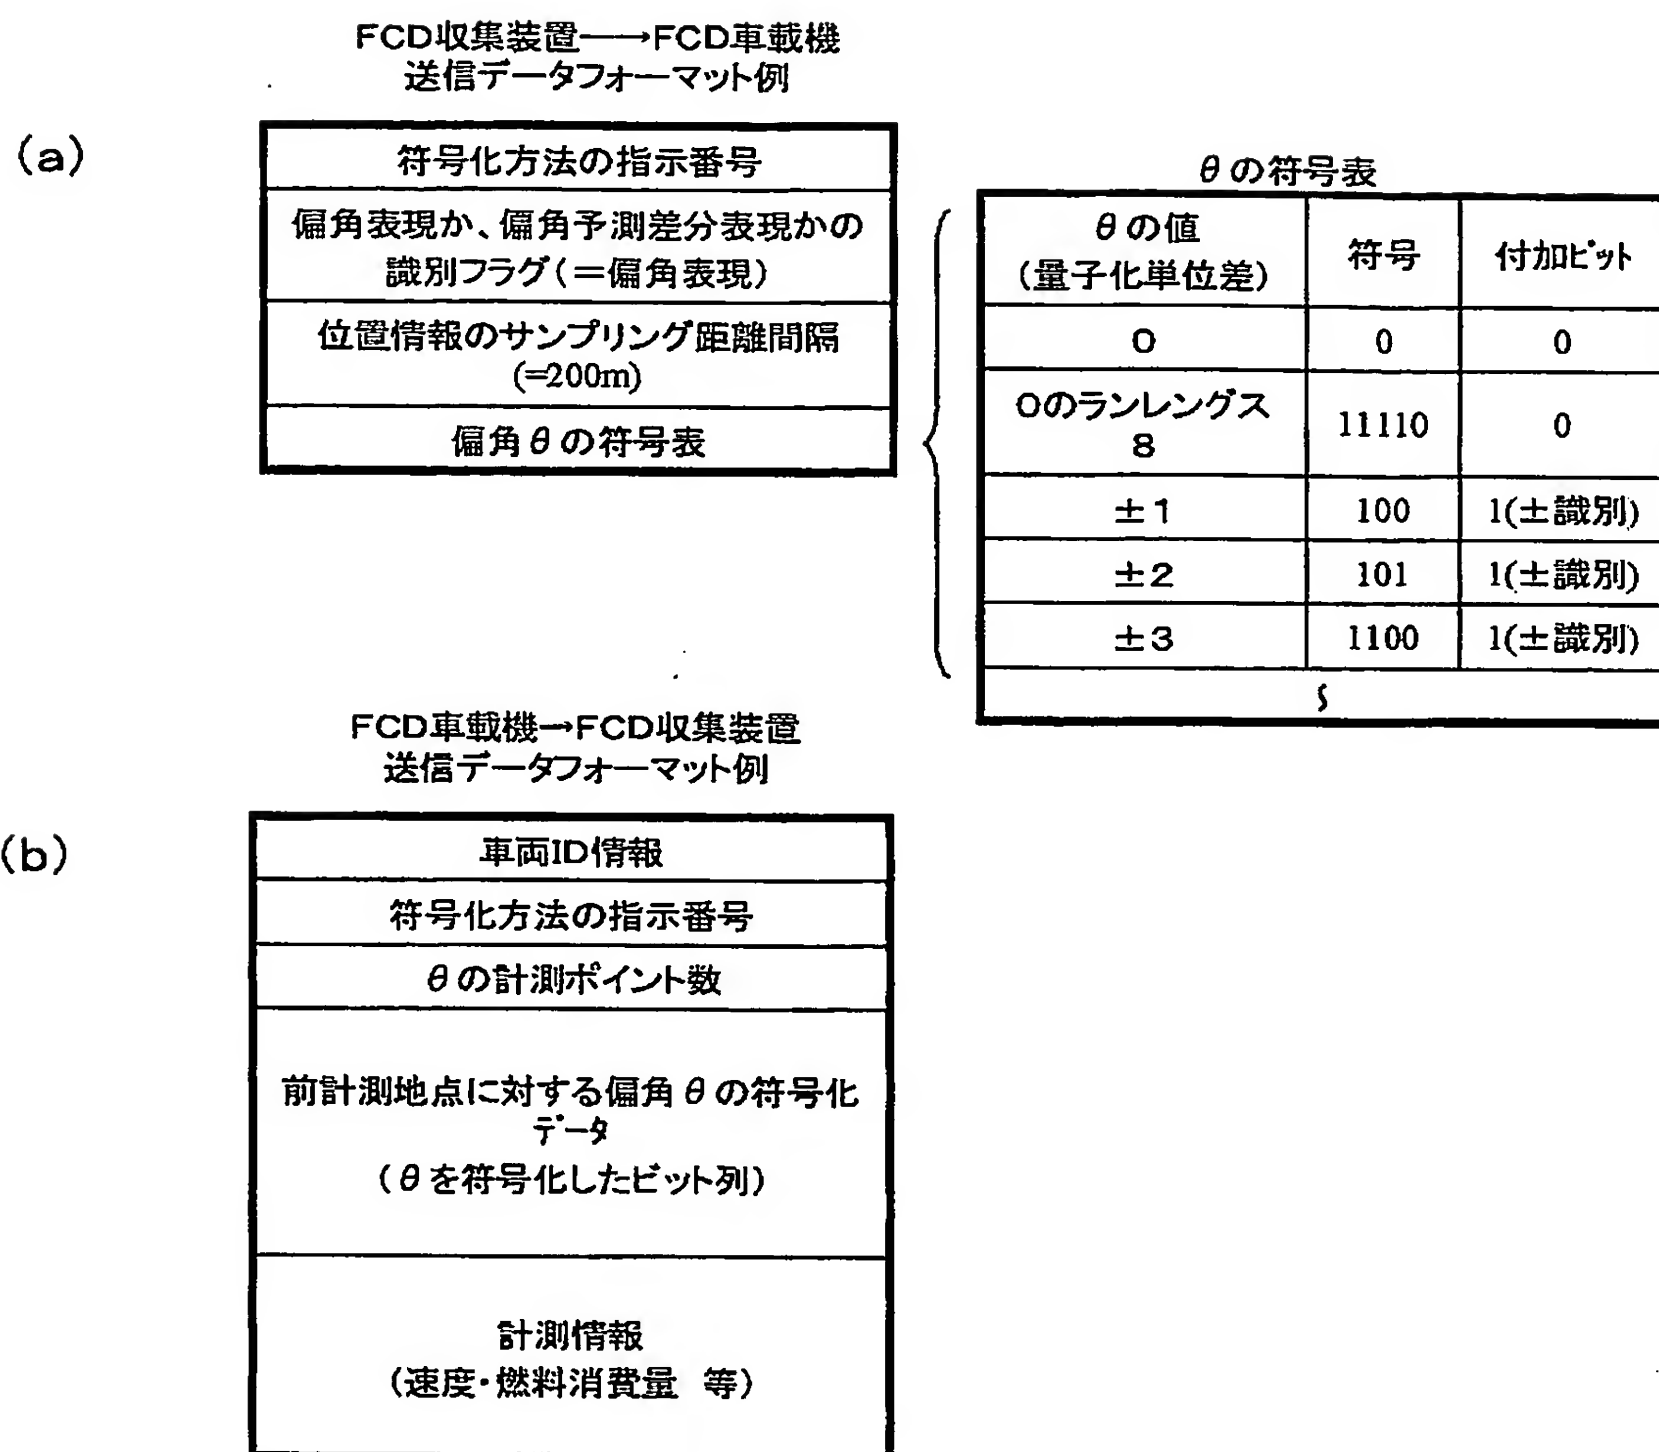 FCD収集装置──→FCD車載機
送信データフォーマット例
(a)
符号化方法の指示番号
偏角表現か、偏角予測差分表現かの
識別フラグ(=偏角表現)
位置情報のサンプリング距離間隔
(=200m)
偏角θの符号表
θの符号表
θの値
(量子化単位差)
符号
付加ビット
0
0
0
0のランレングス
8
11110
0
±1
100
1(±識別)
±2
101
1(±識別)
±3
1100
1(±識別)
∫
FCD車載機→FCD収集装置
送信データフォーマット例
(b)
車両ID情報
符号化方法の指示番号
θの計測ポイント数
前計測地点に対する偏角θの符号化
データ
(θを符号化したビット列)
計測情報
(速度・燃料消費量 等)